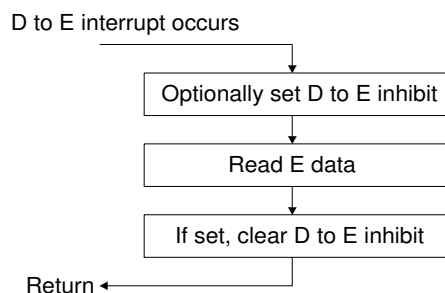 D to E interrupt occurs
Optionally set D to E inhibit
Read E data
If set, clear D to E inhibit
Return